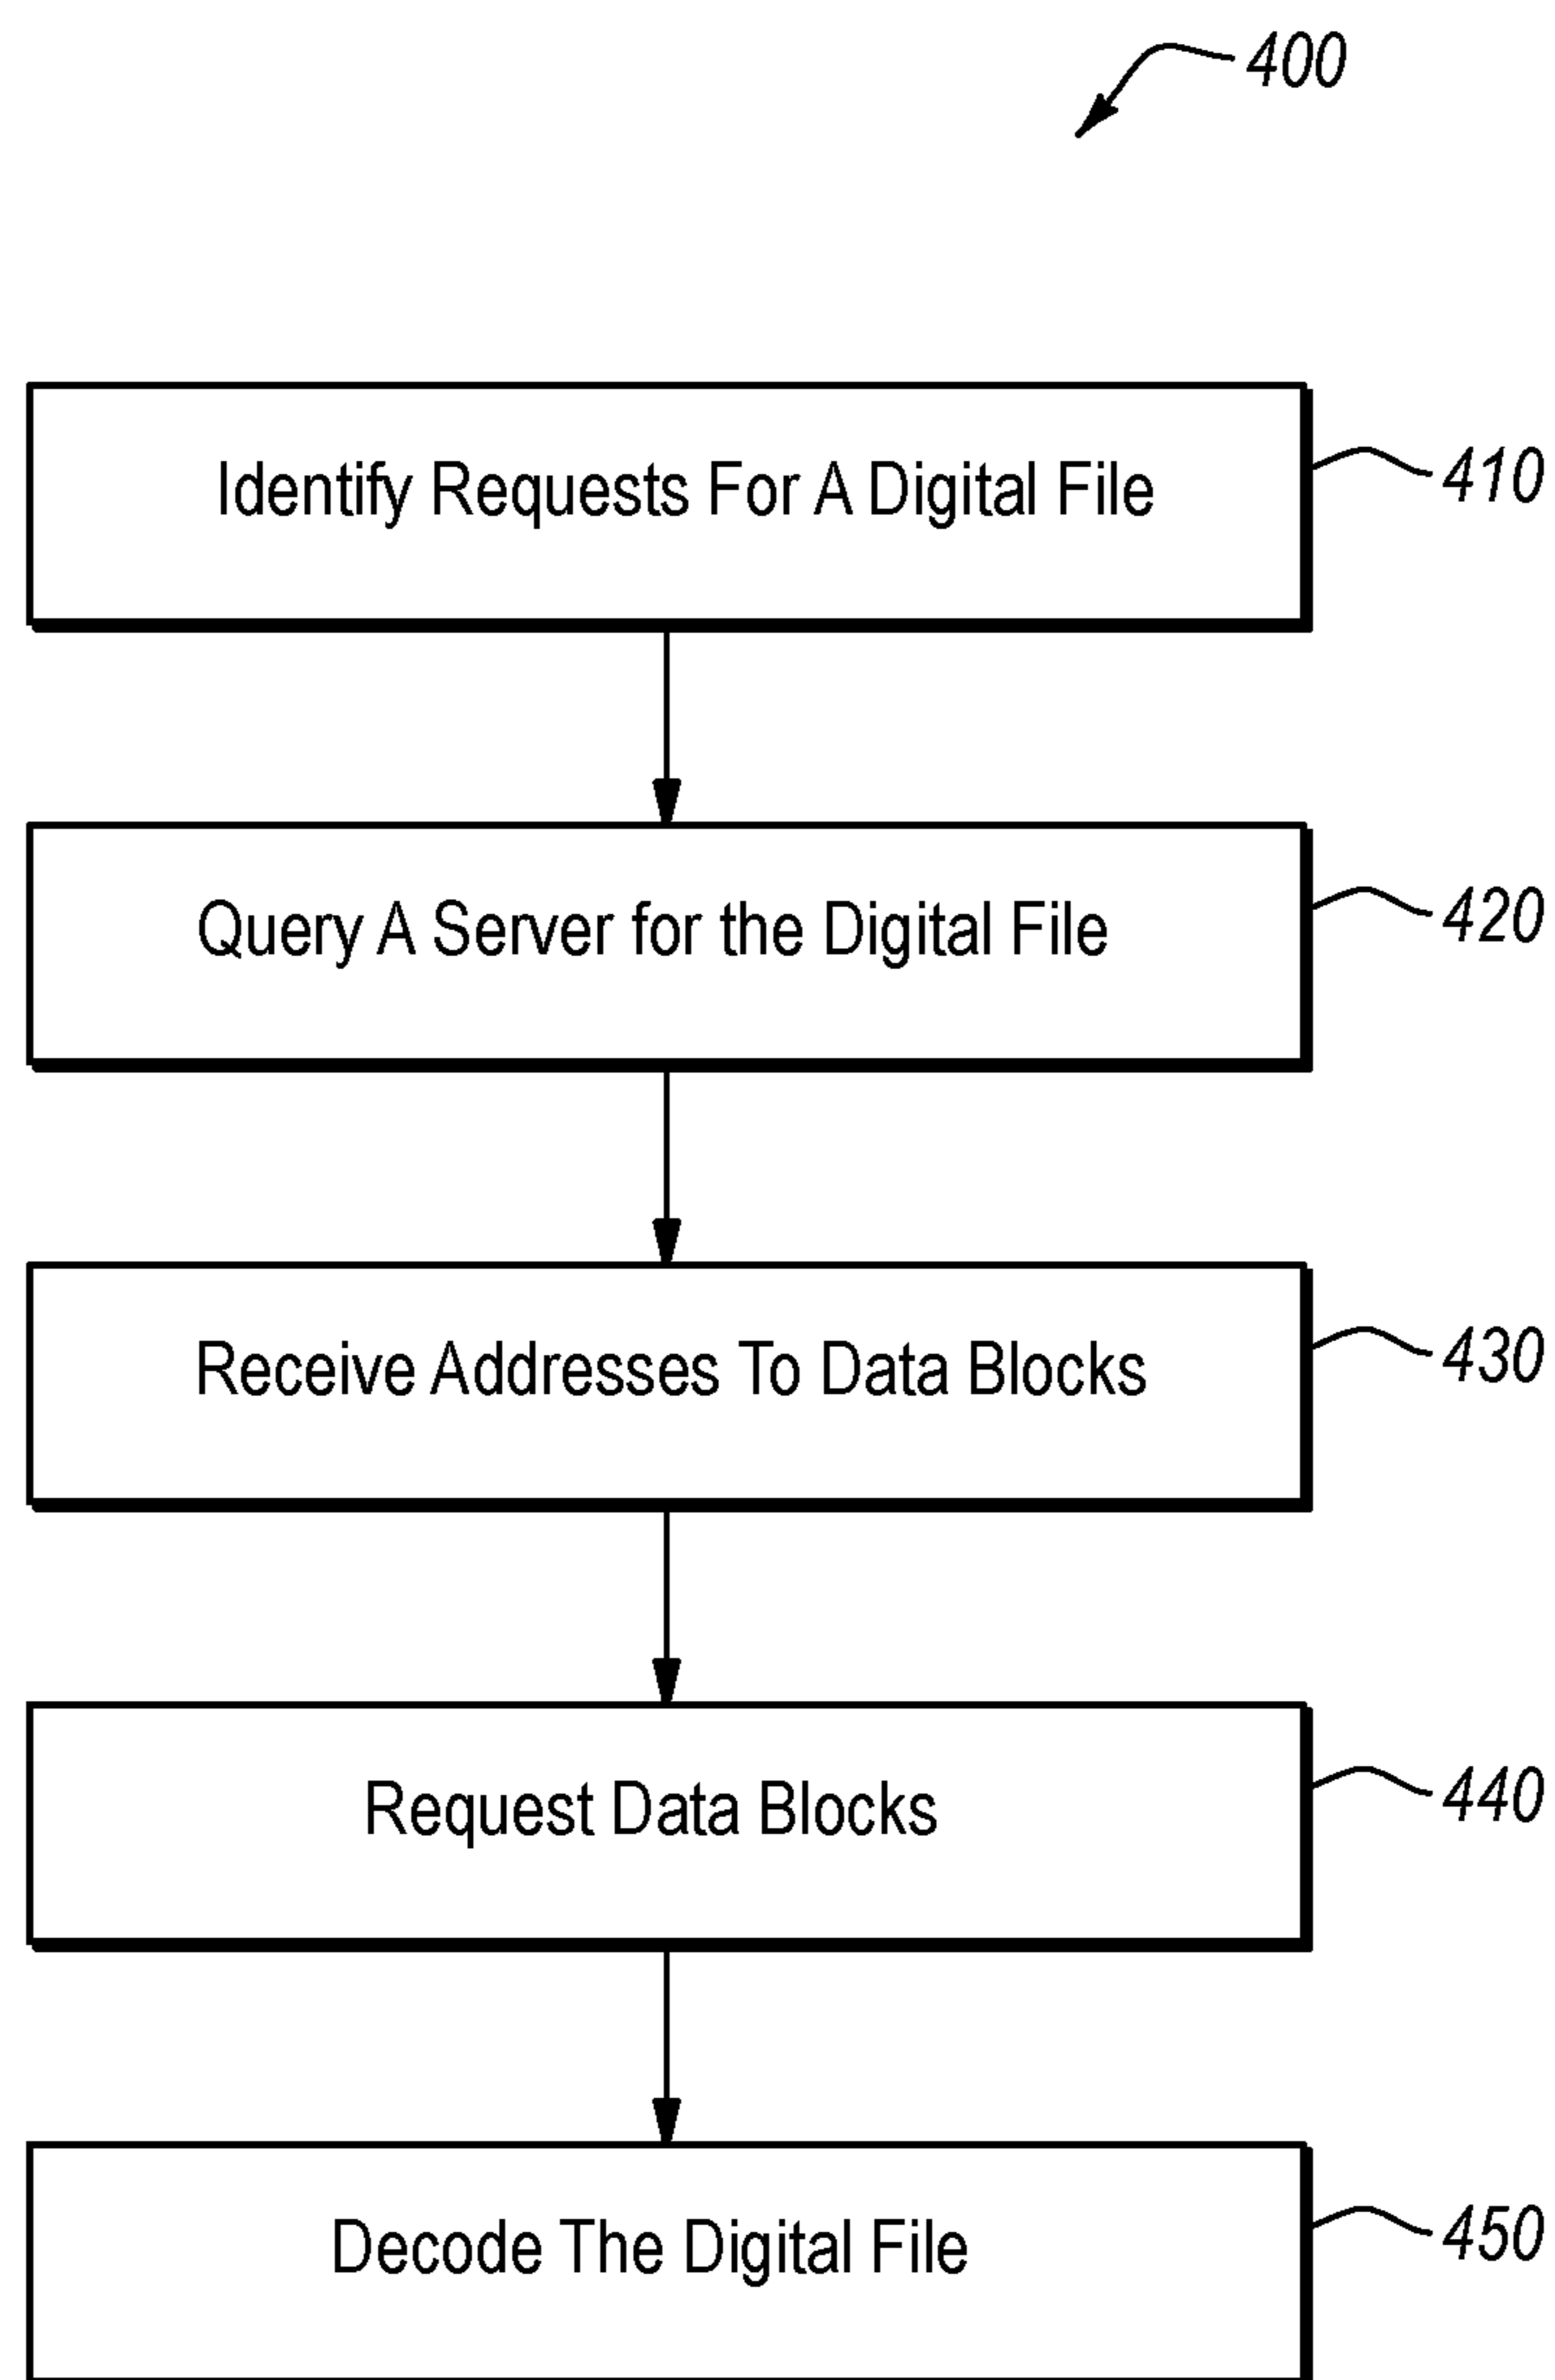 400
Identify Requests For A Digital File
410
Query A Server for the Digital File
420
Receive Addresses To Data Blocks
430
Request Data Blocks
440
Decode The Digital File
450